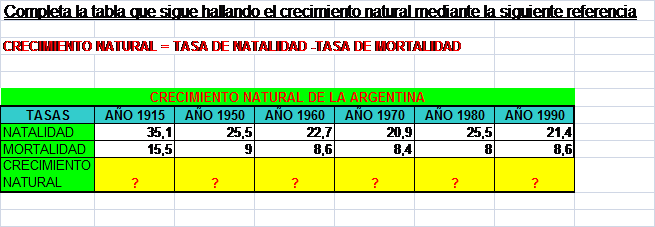 Completa la tabla que sigue hallando el crecimiento natural mediante la siguiente referencia
CRECIMIENTO NATURAL = TASA DE NATALIDAD -TASA DE MORTALIDAD
CRECIMIENTO NATURAL DE LA ARGENTINA
TASAS AÑO 1915 AÑO 1950 AÑO 1960 AÑO 1970 AÑO 1980 AÑO 1990
NATALIDAD 35,1 25,5 22,7 20,9 25,5 21,4
MORTALIDAD 15,5 9 8,6 8,4 8 8,6
CRECIMIENTO
NATURAL ? ? ? ? ? ?